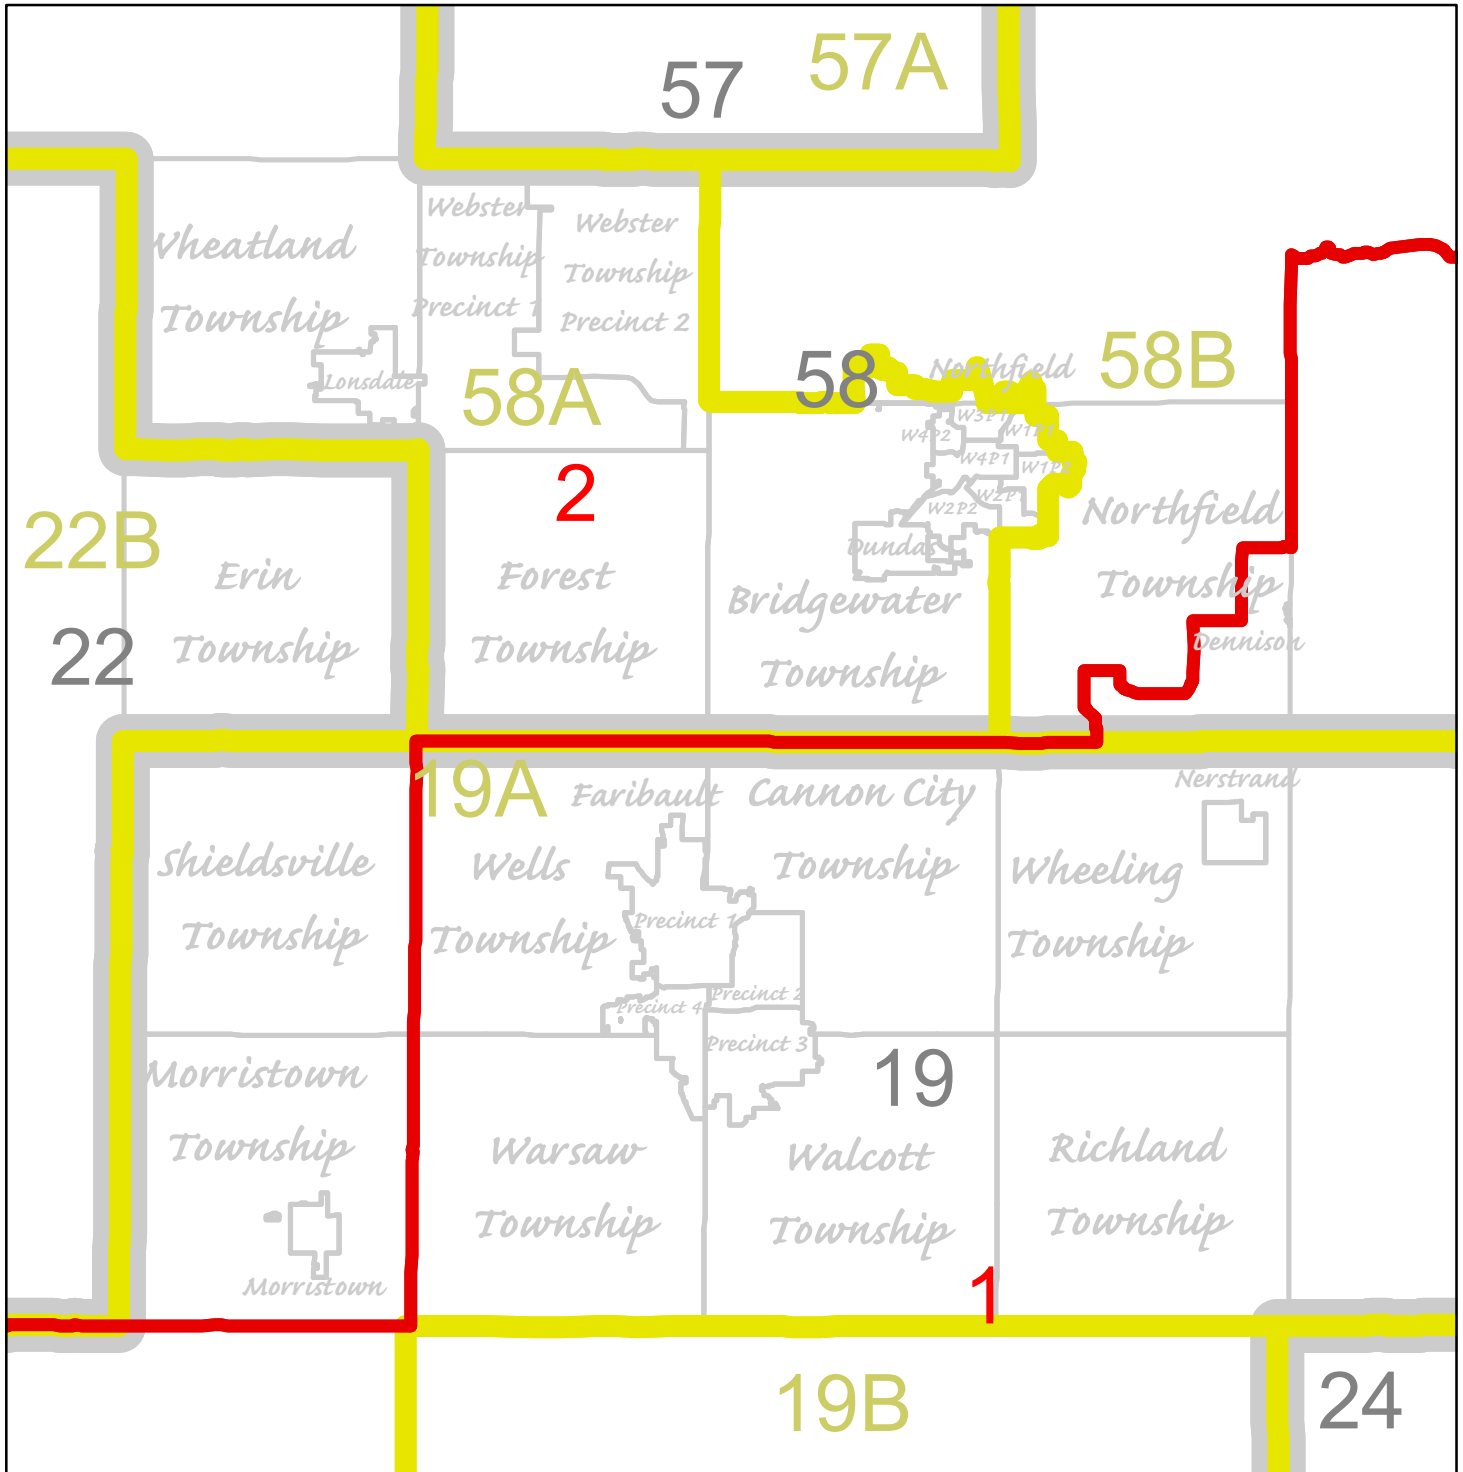 57A
57
Wheatland
Township
Webster
Township
Precinct 1
Webster
Township
Precinct 2
Lonsdale
58A
58
Northfield
58B
W3P1
W4P2
W1P1
W4P1
W1P2
W2P1
W2P2
Dundas
2
22B
22
Erin
Township
Forest
Township
Bridgewater
Township
Northfield
Township
Dennison
19A
Faribault
Cannon City
Township
Nerstrand
Shieldsville
Township
Wells
Township
Wheeling
Township
Precinct 1
Precinct 2
Precinct 4
Precinct 3
19
Morristown
Township
Morristown
Warsaw
Township
Walcott
Township
Richland
Township
1
19B
24